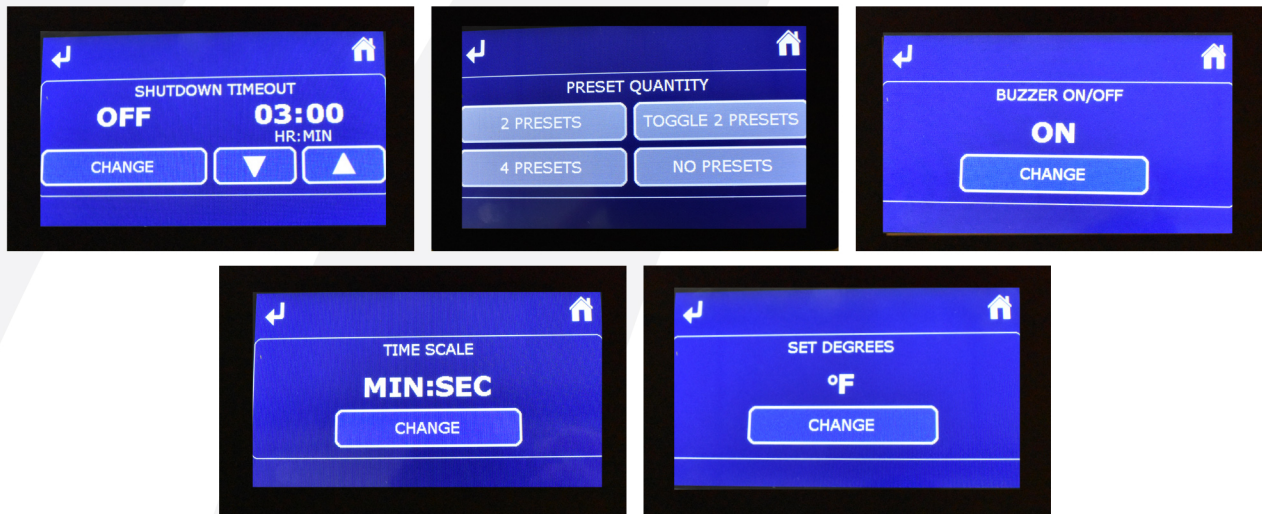 SHUTDOWN TIMEOUT
OFF 03:00
HR:MIN
CHANGE
PRESET QUANTITY
2 PRESETS TOGGLE 2 PRESETS
4 PRESETS NO PRESETS
BUZZER ON/OFF
ON
CHANGE
TIME SCALE
MIN:SEC
CHANGE
SET DEGREES
°F
CHANGE